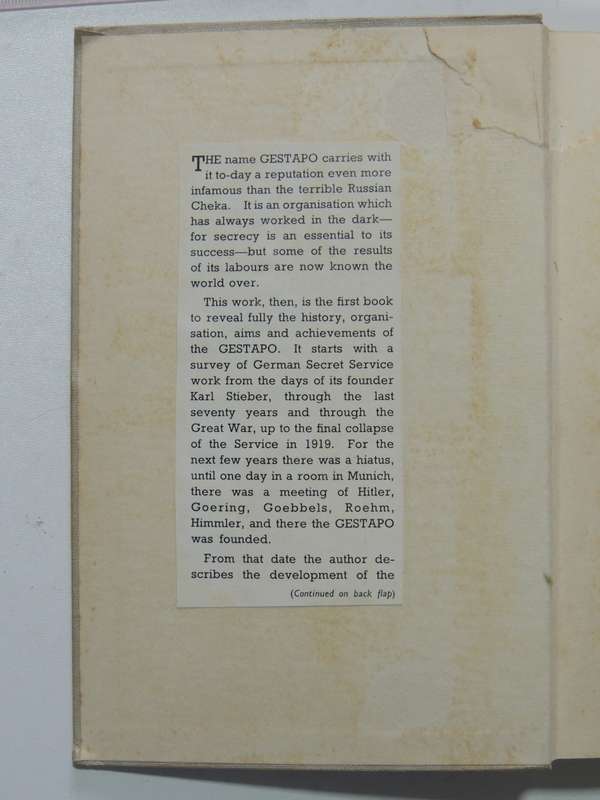 THE name GESTAPO carries with
it to-day a reputation even more
infamous than the terrible Russian
Cheka. It is an organisation which
has always worked in the dark—
for secrecy is an essential to its
success—but some of the results
of its labours are now known the
world over.
This work, then, is the first book
to reveal fully the history, organi-
sation, aims and achievements of
the GESTAPO. It starts with a
survey of German Secret Service
work from the days of its founder
Karl Stieber, through the last
seventy years and through the
Great War, up to the final collapse
of the Service in 1919. For the
next few years there was a hiatus,
until one day in a room in Munich,
there was a meeting of Hitler,
Goering, Goebbels, Roehm,
Himmler, and there the GESTAPO
was founded.
From that date the author de-
scribes the development of the
(Continued on back flap)